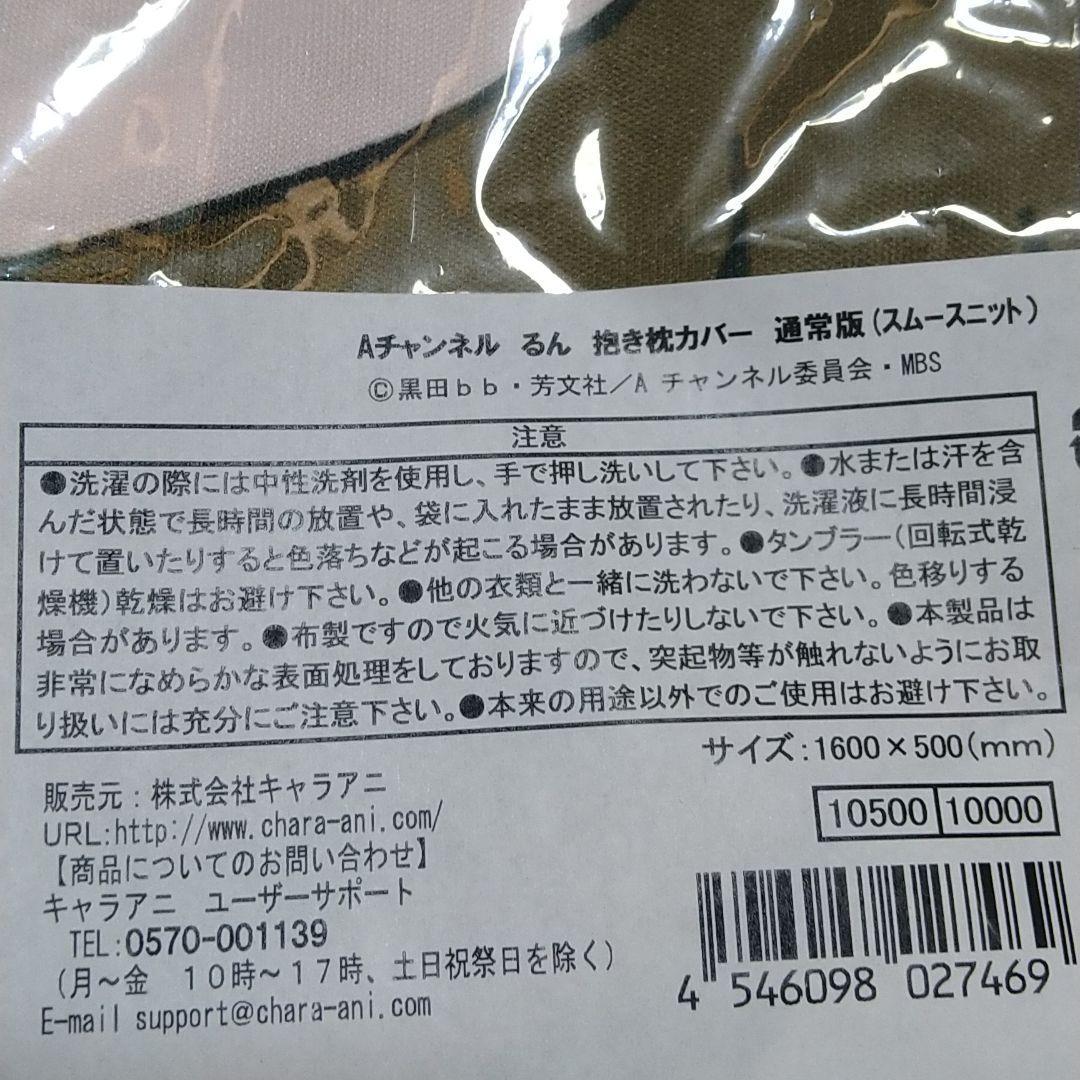 Aチャンネル るん 抱き枕カバー 通常版(スムースニット)
©黒田bb・芳文社/A チャンネル委員会・MBS
注意
●洗濯の際には中性洗剤を使用し、手で押し洗いして下さい。●水または汗を含
んだ状態で長時間の放置や、袋に入れたまま放置されたり、洗濯液に長時間浸
けて置いたりすると色落ちなどが起こる場合があります。●タンブラー(回転式乾
燥機)乾燥はお避け下さい。●他の衣類と一緒に洗わないで下さい。色移りする
場合があります。●布製ですので火気に近づけたりしないで下さい。●本製品は
非常になめらかな表面処理をしておりますので、突起物等が触れないようにお取
り扱いには充分にご注意下さい。●本来の用途以外でのご使用はお避け下さい。
サイズ:1600×500(mm)
販売元:株式会社キャラアニ
URL:http://www.chara-ani.com/
【商品についてのお問い合わせ】
キャラアニ ユーザーサポート
TEL:0570-001139
(月～金 10時～17時、土日祝祭日を除く)
E-mail support@chara-ani.com
10500 10000
4 546098 027469